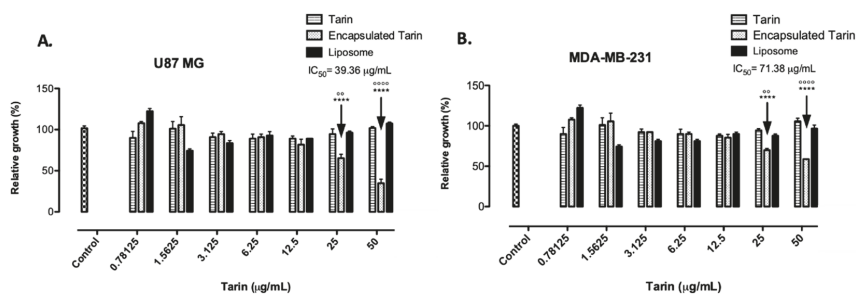 A.
U87 MG
Tarin
Encapsulated Tarin
Liposome
IC50= 39.36 µg/mL
°°
****
°°°°
****
Relative growth (%)
150
100
50
0
Control
0.78125
1.5625
3.125
6.25
12.5
25
50
Tarin (µg/mL)
B.
MDA-MB-231
Tarin
Encapsulated Tarin
Liposome
IC50= 71.38 µg/mL
°°
****
°°°°
****
Relative growth (%)
150
100
50
0
Control
0.78125
1.5625
3.125
6.25
12.5
25
50
Tarin (µg/mL)